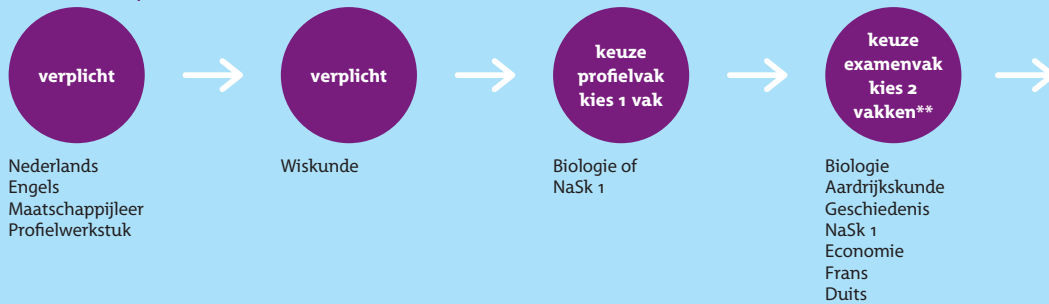 verplicht
Nederlands
Engels
Maatschappijleer
Profielwerkstuk
verplicht
Wiskunde
keuze
profielvak
kies 1 vak
Biologie of
NaSk 1
keuze
examenvak
kies 2
vakken**
Biologie
Aardrijkskunde
Geschiedenis
NaSk 1
Economie
Frans
Duits